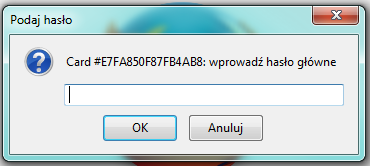 Podaj hasło
Card #E7FA850F87FB4AB8: wprowadź hasło główne
OK
Anuluj